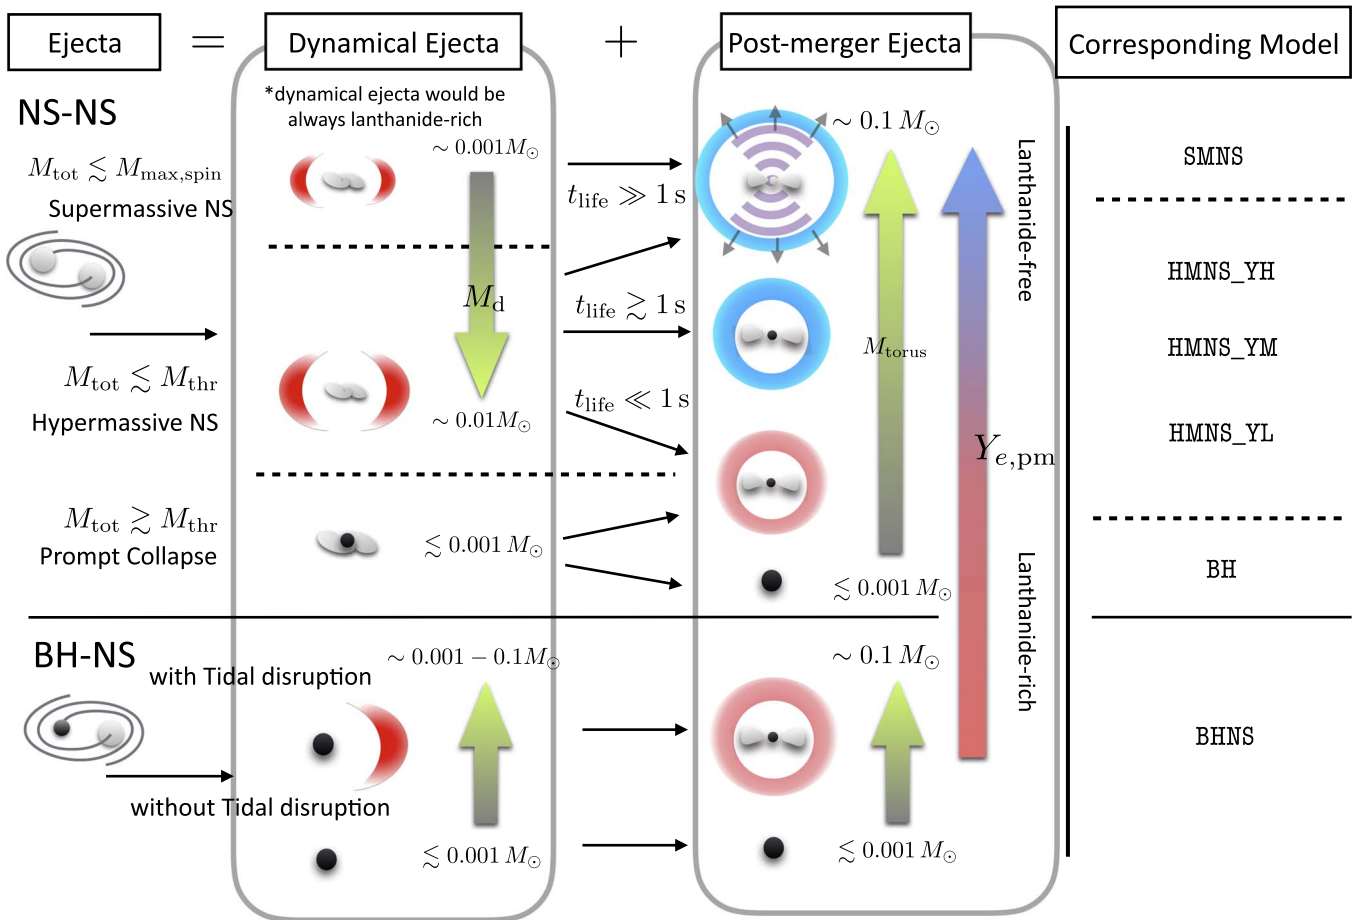 Ejecta
=
Dynamical Ejecta
+
Post-merger Ejecta
Corresponding Model
NS-NS
*dynamical ejecta would be
always lanthanide-rich
∼ 0.001M⊙
∼ 0.1 M⊙
M_tot ≲ M_max,spin
Supermassive NS
t_life ≫ 1 s
Lanthanide-free
SMNS
M_d
t_life ≳ 1 s
HMNS_YH
M_torus
HMNS_YM
M_tot ≲ M_thr
Hypermassive NS
∼ 0.01M⊙
t_life ≪ 1 s
Y_e,pm
HMNS_YL
M_tot ≳ M_thr
Prompt Collapse
≲ 0.001 M⊙
≲ 0.001 M⊙
Lanthanide-rich
BH
BH-NS
with Tidal disruption
∼ 0.001 − 0.1M⊙
∼ 0.1 M⊙
BHNS
without Tidal disruption
≲ 0.001 M⊙
≲ 0.001 M⊙